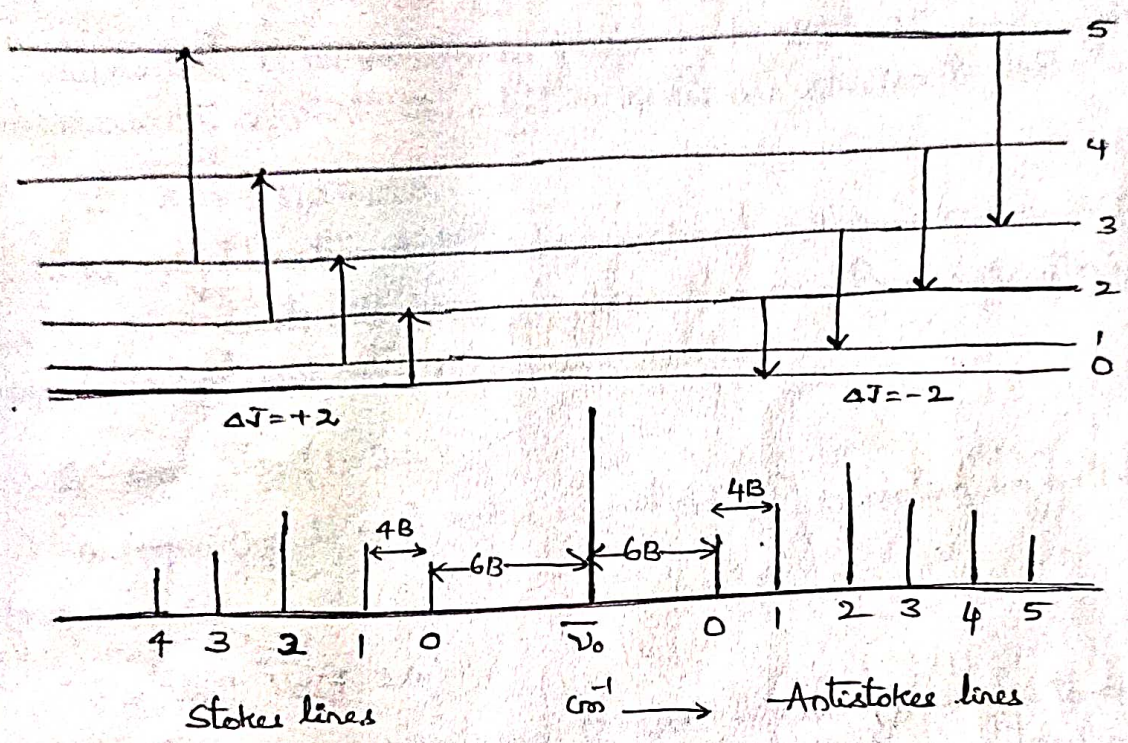 5
4
3
2
1
0
ΔJ=+2
ΔJ=-2
4B
6B
6B
4B
4 3 2 1 0 ν̅₀ 0 1 2 3 4 5
Stokes lines cm⁻¹ Antistokes lines